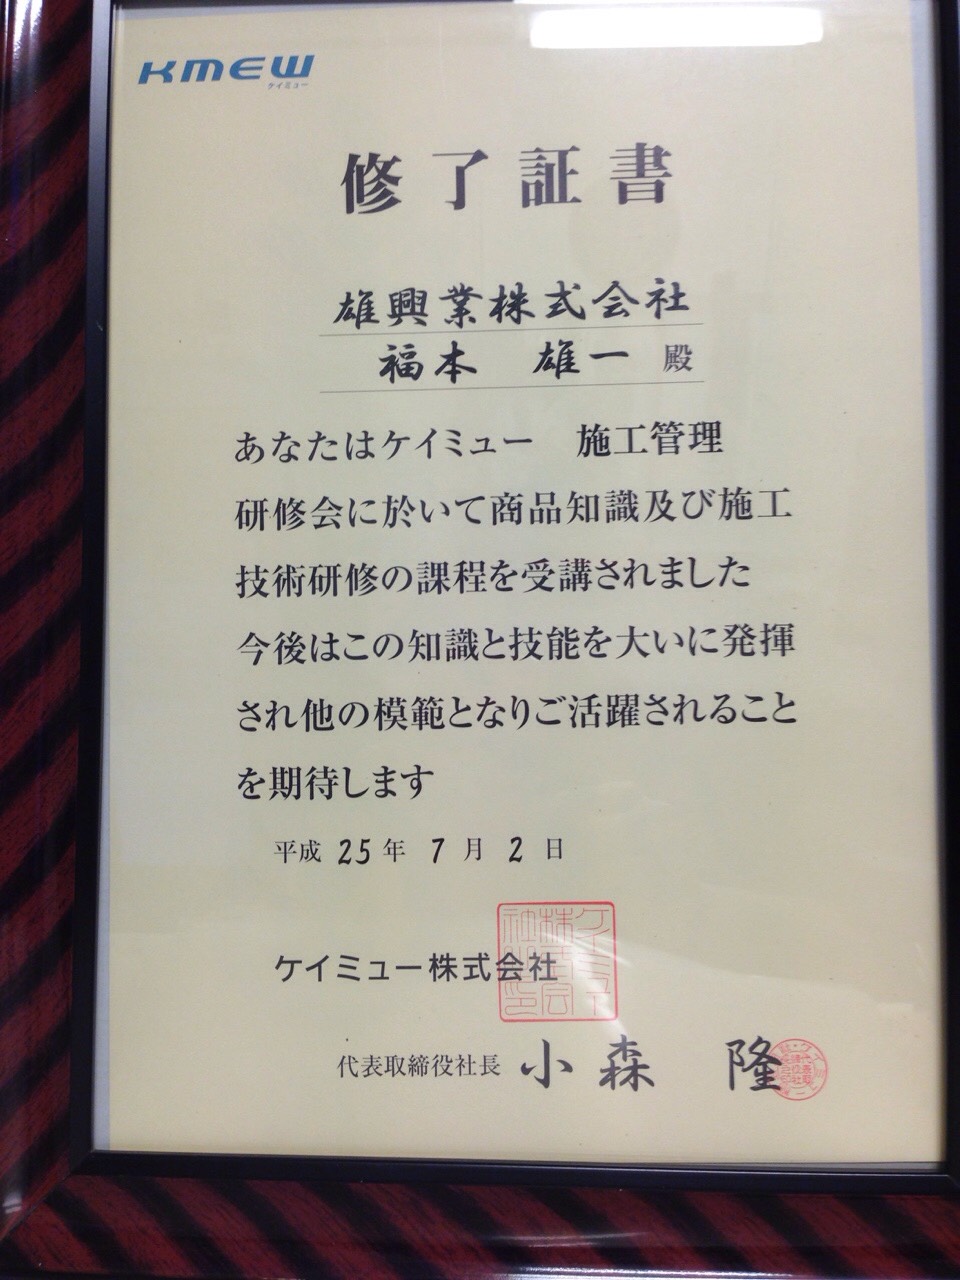 KMEW
ケイミュー
修了証書
雄興業株式会社
福本 雄一 殿
あなたはケイミュー 施工管理
研修会に於いて商品知識及び施工
技術研修の課程を受講されました
今後はこの知識と技能を大いに発揮
され他の模範となりご活躍されること
を期待します
平成 25 年 7 月 2 日
ケイミュー株式会社
代表取締役社長 小森 隆